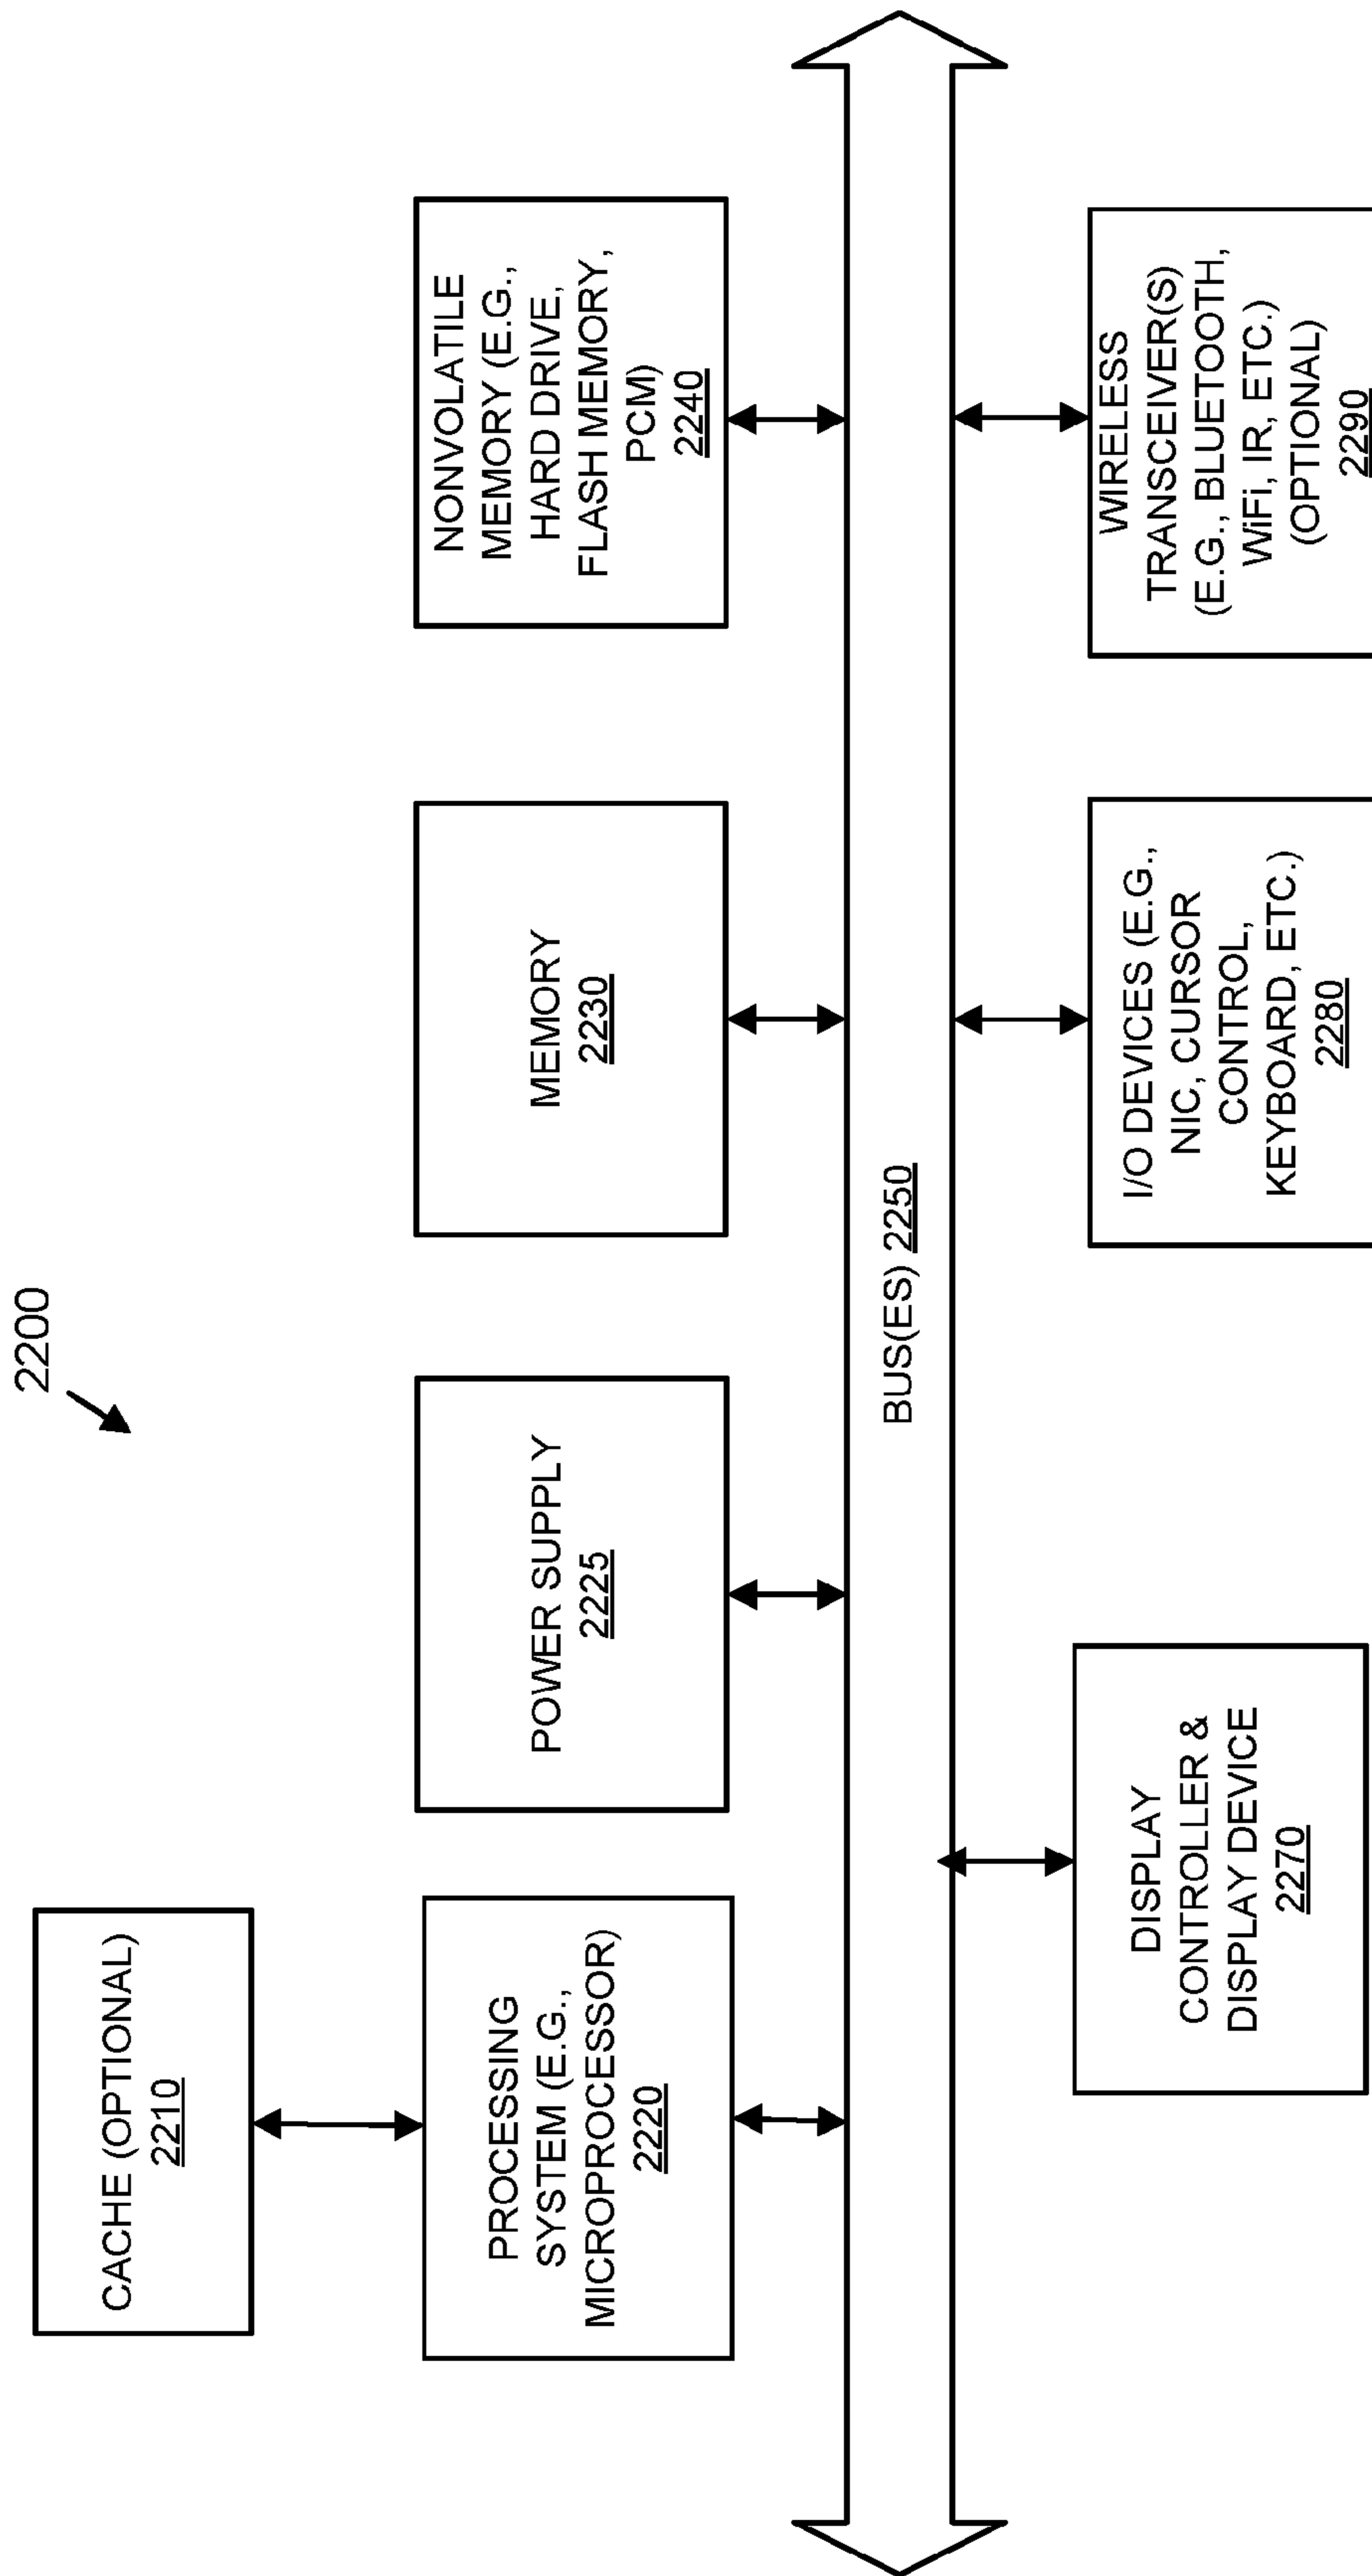 2200
CACHE (OPTIONAL)
2210
PROCESSING
SYSTEM (E.G.,
MICROPROCESSOR)
2220
POWER SUPPLY
2225
MEMORY
2230
NONVOLATILE
MEMORY (E.G.,
HARD DRIVE,
FLASH MEMORY,
PCM)
2240
BUS(ES) 2250
DISPLAY
CONTROLLER &
DISPLAY DEVICE
2270
I/O DEVICES (E.G.,
NIC, CURSOR
CONTROL,
KEYBOARD, ETC.)
2280
WIRELESS
TRANSCEIVER(S)
(E.G., BLUETOOTH,
WiFi, IR, ETC.)
(OPTIONAL)
2290